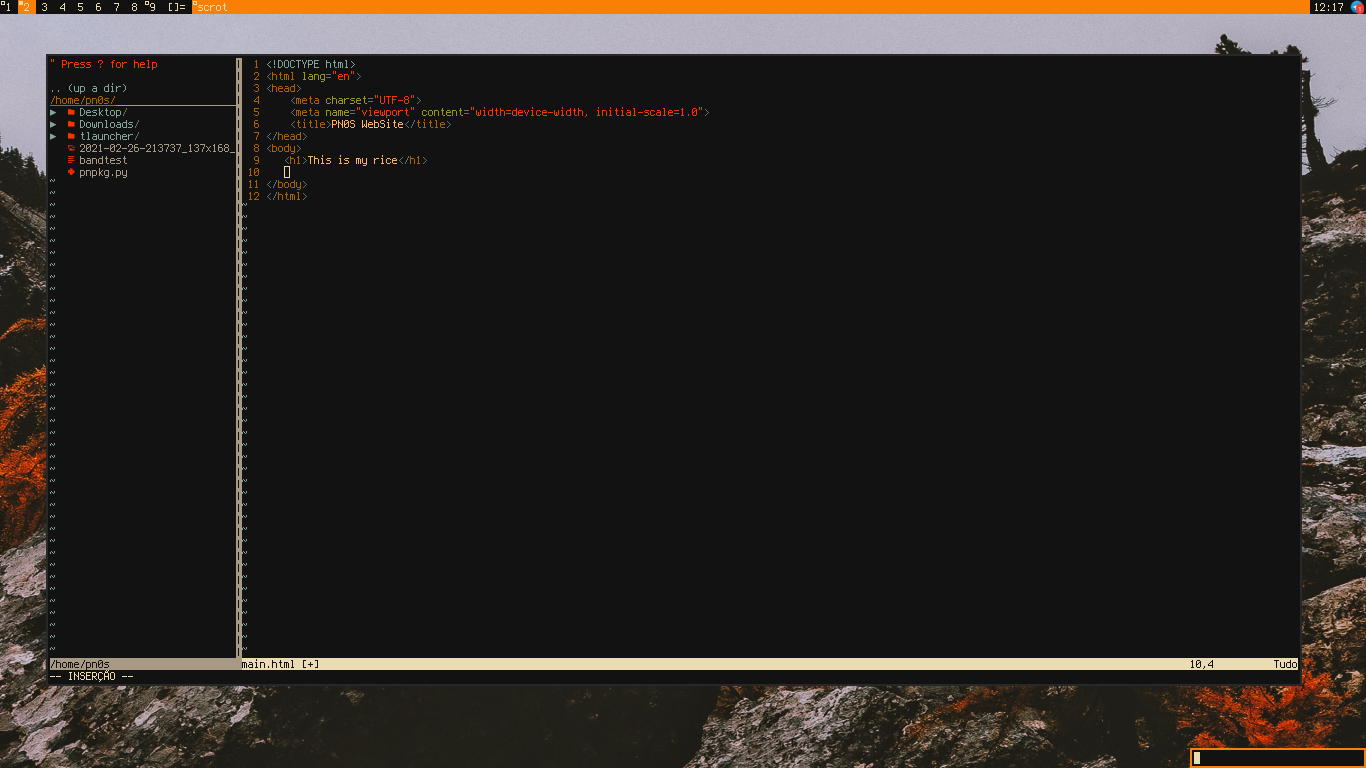 1 2 3 4 5 6 7 8 9 []= scrot 12:17
" Press ? for help
.. (up a dir)
/home/pn0s/
▶ Desktop/
▶ Downloads/
▶ tlauncher/
2021-02-26-213737_137x168_
bandtest
pnpkg.py
1 <!DOCTYPE html>
2 <html lang="en">
3 <head>
4 <meta charset="UTF-8">
5 <meta name="viewport" content="width=device-width, initial-scale=1.0">
6 <title>PN0S WebSite</title>
7 </head>
8 <body>
9 <h1>This is my rice</h1>
10
11 </body>
12 </html>
/home/pn0s main.html [+] 10,4 Tudo
-- INSERÇÃO --